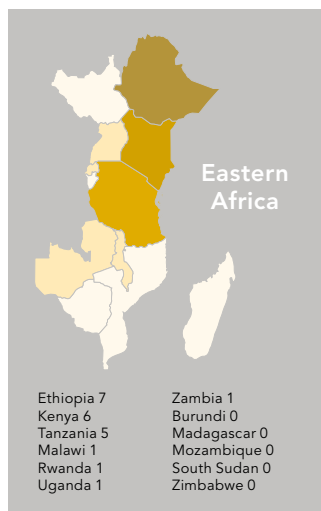 Eastern
Africa
Ethiopia 7
Kenya 6
Tanzania 5
Malawi 1
Rwanda 1
Uganda 1
Zambia 1
Burundi 0
Madagascar 0
Mozambique 0
South Sudan 0
Zimbabwe 0